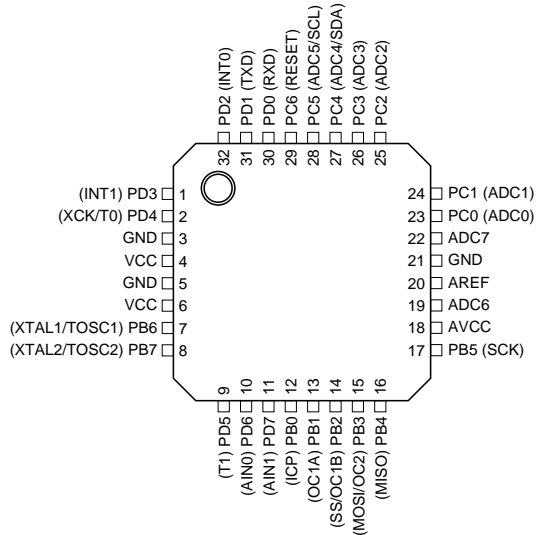 PD2 (INT0)
PD1 (TXD)
PD0 (RXD)
PC6 (RESET)
PC5 (ADC5/SCL)
PC4 (ADC4/SDA)
PC3 (ADC3)
PC2 (ADC2)
32
31
30
29
28
27
26
25
(INT1) PD3 1
(XCK/T0) PD4 2
GND 3
VCC 4
GND 5
VCC 6
(XTAL1/TOSC1) PB6 7
(XTAL2/TOSC2) PB7 8
24 PC1 (ADC1)
23 PC0 (ADC0)
22 ADC7
21 GND
20 AREF
19 ADC6
18 AVCC
17 PB5 (SCK)
9
10
11
12
13
14
15
16
(T1) PD5
(AIN0) PD6
(AIN1) PD7
(ICP) PB0
(OC1A) PB1
(SS/OC1B) PB2
(MOSI/OC2) PB3
(MISO) PB4